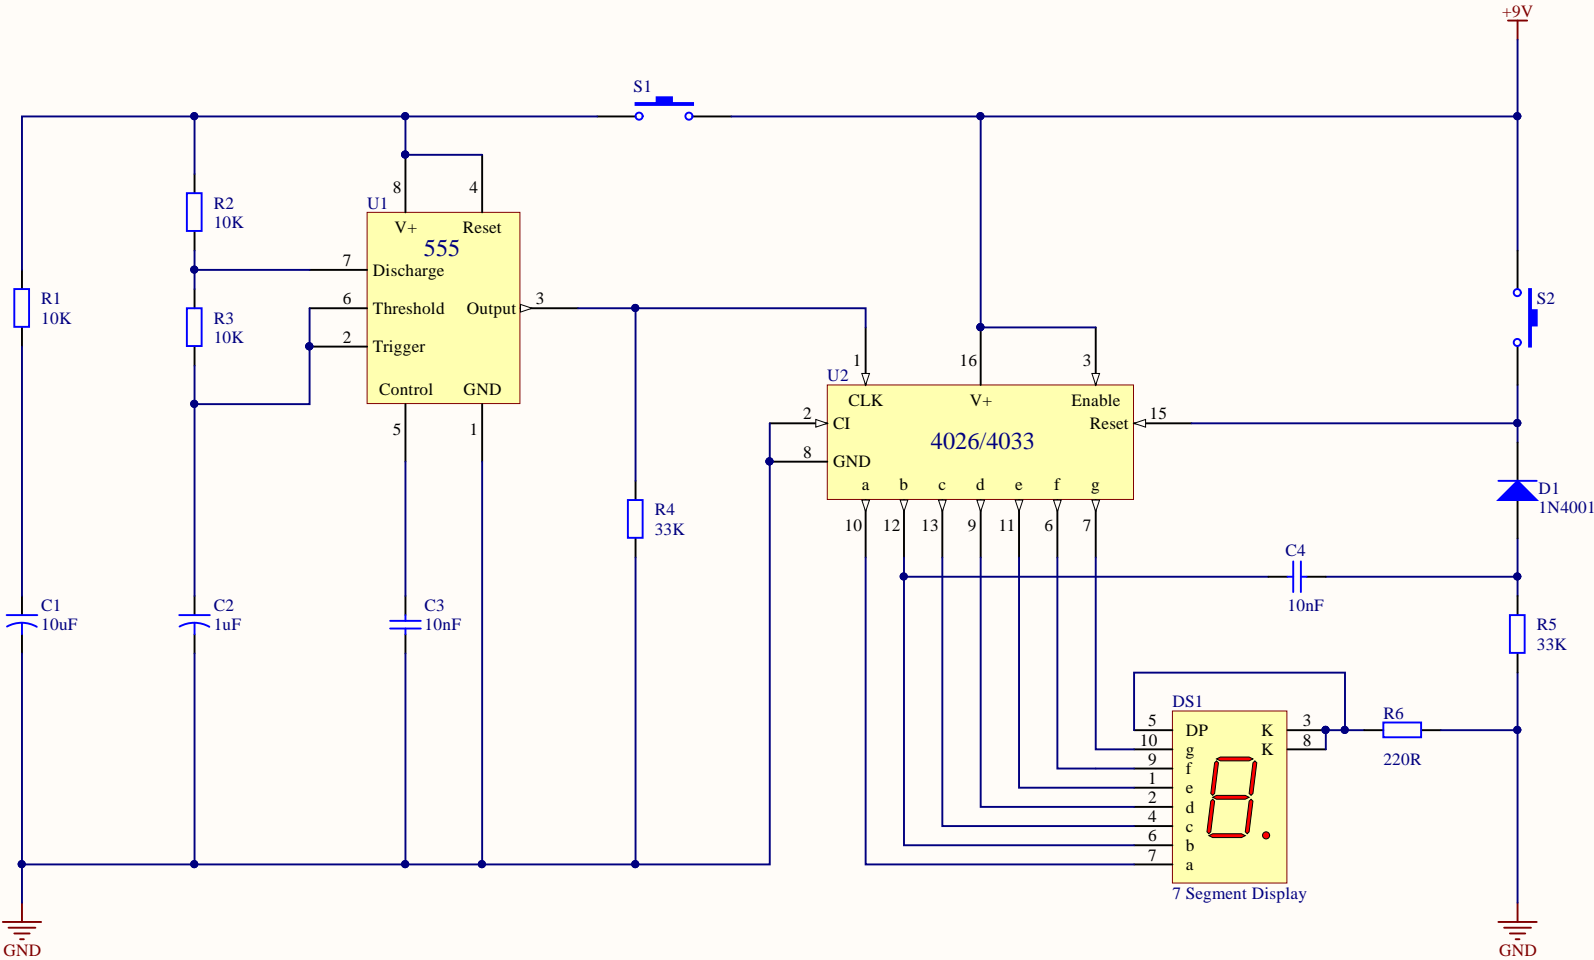 +9V
S1
8
4
U1
V+
Reset
555
7
Discharge
6
Threshold
Output
3
2
Trigger
Control
GND
5
1
R2
10K
R3
10K
R1
10K
S2
1
16
3
U2
CLK
V+
Enable
2
CI
Reset
15
4026/4033
8
GND
a
b
c
d
e
f
g
10
12
13
9
11
6
7
R4
33K
D1
1N4001
C4
10nF
C1
10uF
C2
1uF
C3
10nF
R5
33K
DS1
5
DP
K
3
10
g
K
8
9
f
1
e
2
d
4
c
6
b
7
a
7 Segment Display
R6
220R
GND
GND